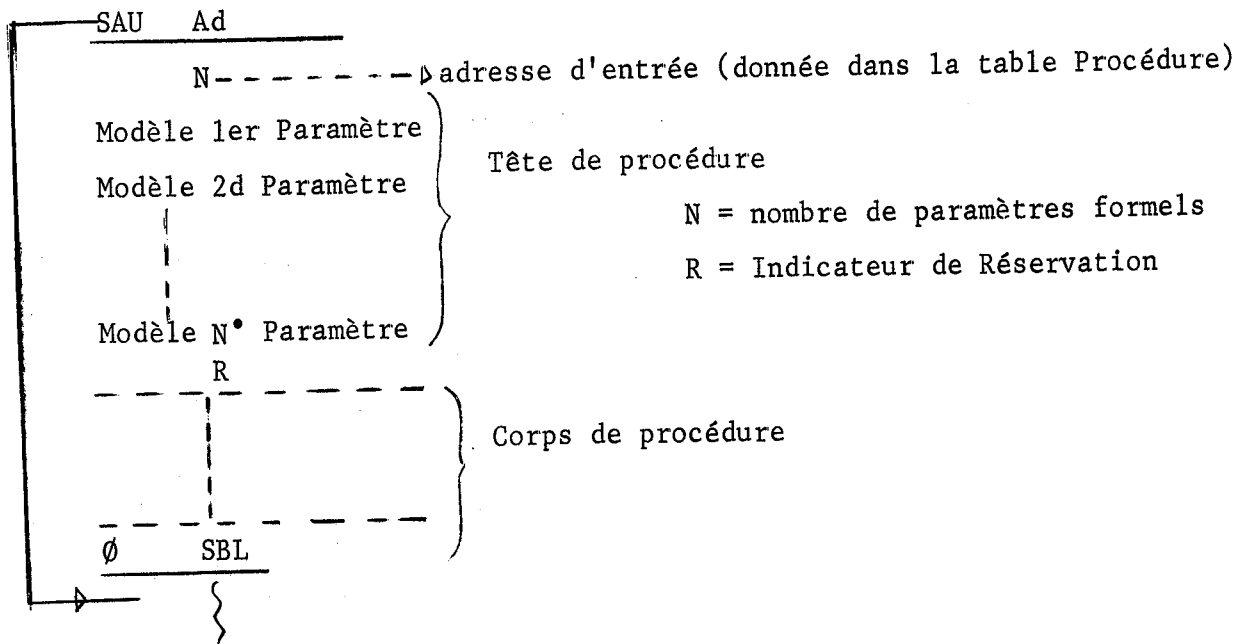 SAU Ad
N - - - - - - - adresse d'entrée (donnée dans la table Procédure)
Modèle 1er Paramètre
Tête de procédure
Modèle 2d Paramètre
N = nombre de paramètres formels
R = Indicateur de Réservation
Modèle N° Paramètre
R
Corps de procédure
Ø SBL